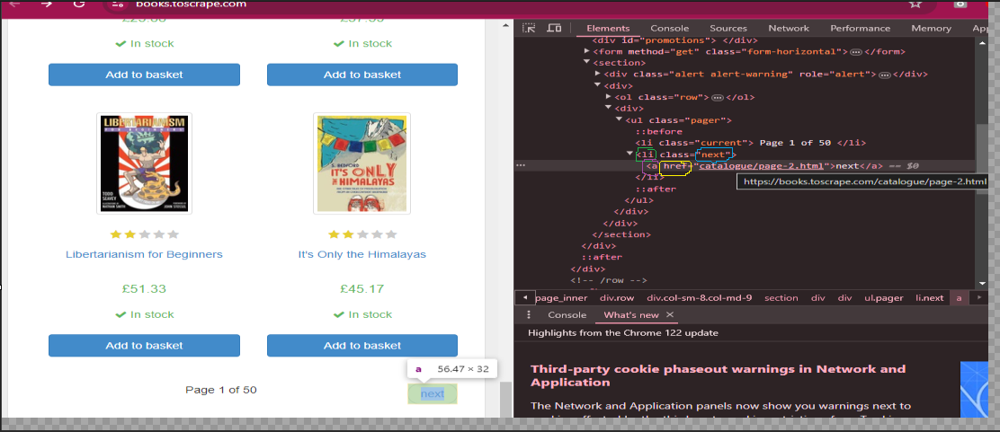 books.toscrape.com
In stock
In stock
Add to basket
Add to basket
LIBERTARIANISM
FOR BEGINNERS
TODD
SEAVEY
S. BEDFORD
IT'S ONLY
THE
HIMALAYAS
Libertarianism for Beginners
It's Only the Himalayas
£51.33
£45.17
In stock
In stock
Add to basket
Add to basket
a 56.47 × 32
Page 1 of 50
next
Elements Console Sources Network Performance Memory
<div id="promotions"> </div>
<form method="get" class="form-horizontal"> </form>
<section>
<div class="alert alert-warning" role="alert"> </div>
<div>
<ol class="row"> </ol>
<div>
<ul class="pager">
::before
<li class="current"> Page 1 of 50 </li>
<li class="next">
<a href="catalogue/page-2.html">next</a> == $0
</li>
https://books.toscrape.com/catalogue/page-2.html
::after
</ul>
</div>
</div>
</section>
</div>
::after
</div>
<!-- /row -->
page_inner div.row div.col-sm-8.col-md-9 section div div ul.pager li.next a
Console What's new
Highlights from the Chrome 122 update
Third-party cookie phaseout warnings in Network and
Application
The Network and Application panels now show you warnings next to